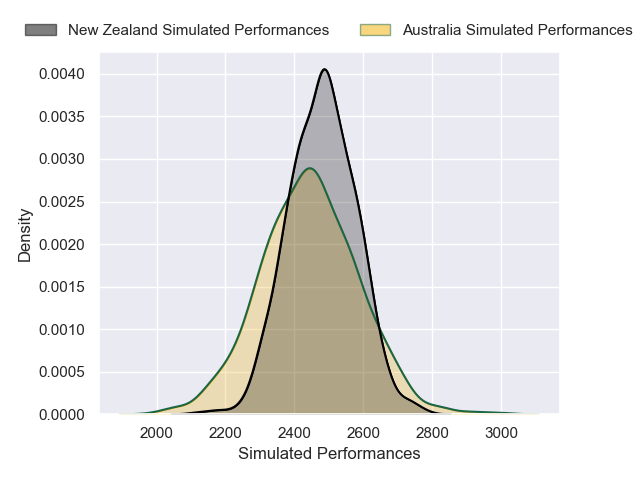 New Zealand Simulated Performances
Australia Simulated Performances
0.0040
0.0035
0.0030
0.0025
0.0020
0.0015
0.0010
0.0005
0.0000
Density
2000 2200 2400 2600 2800 3000
Simulated Performances